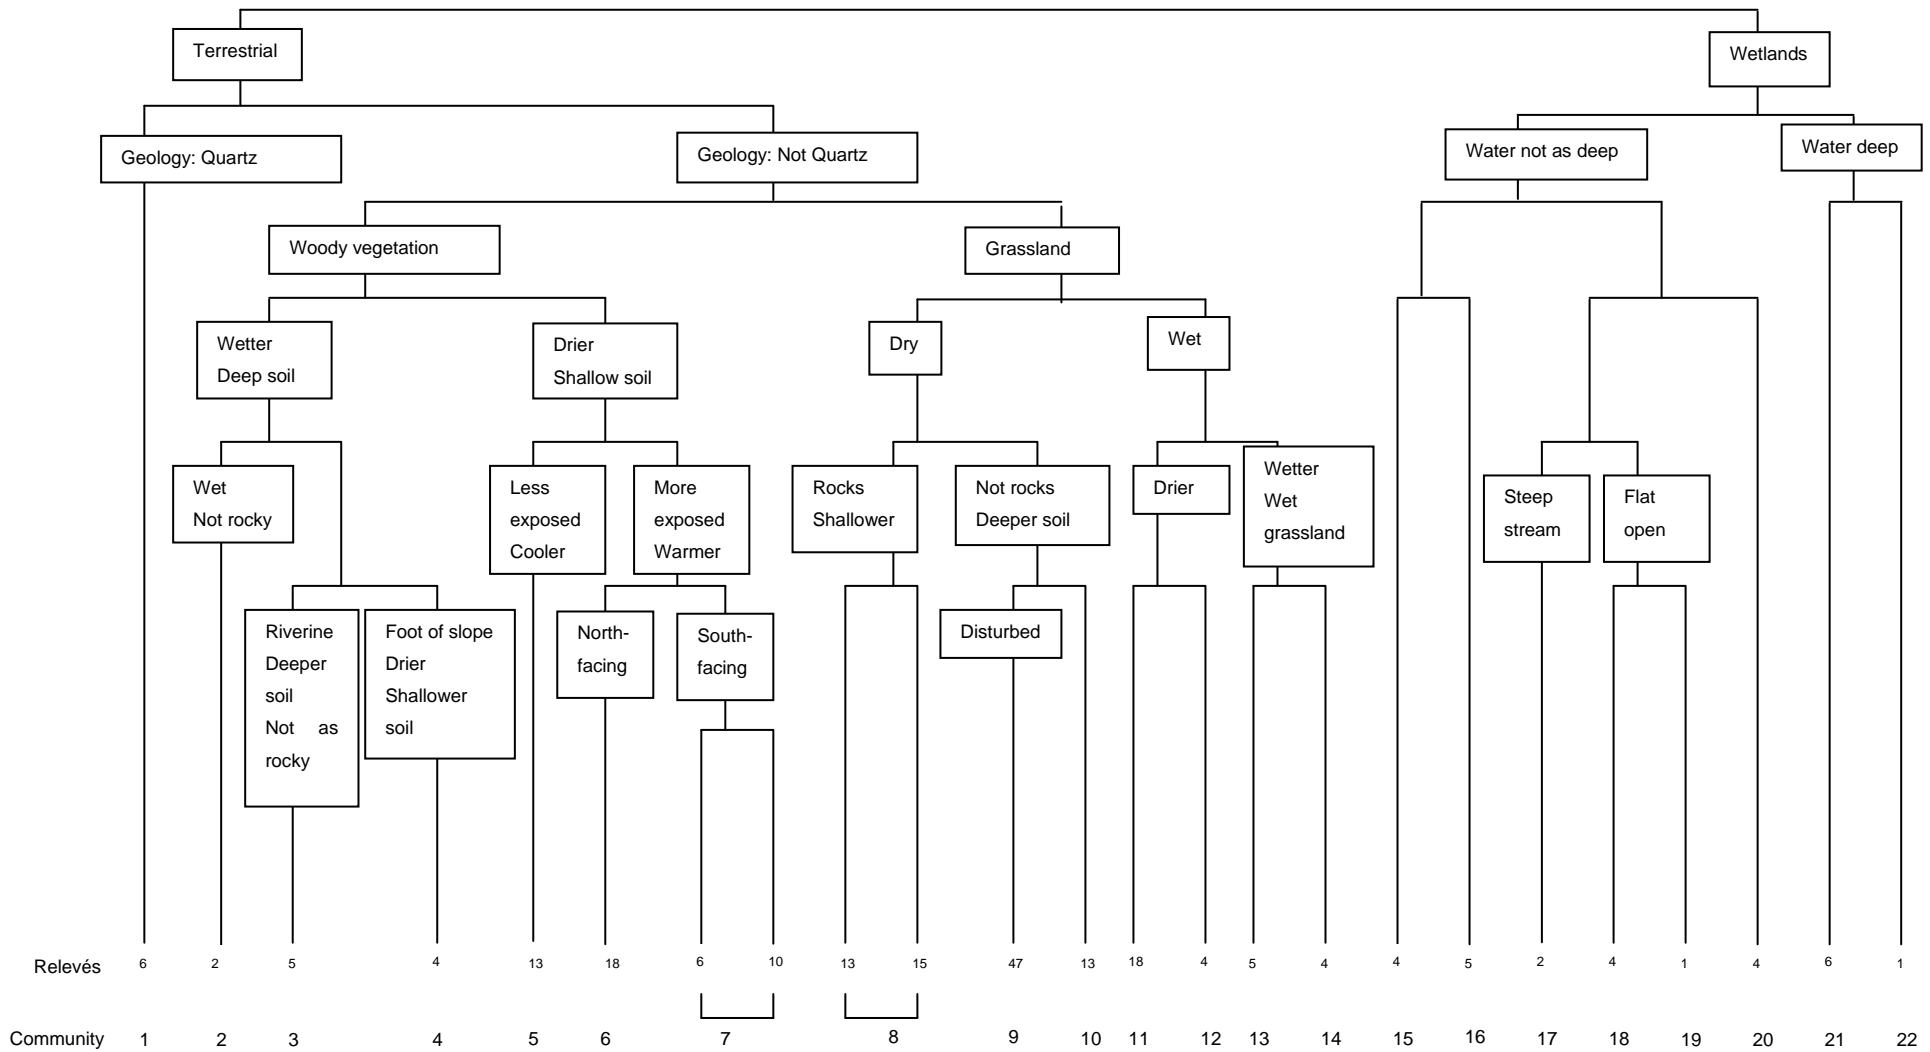 Terrestrial
Wetlands
Geology: Quartz
Geology: Not Quartz
Water not as deep
Water deep
Woody vegetation
Grassland
Wetter
Deep soil
Drier
Shallow soil
Dry
Wet
Wet
Not rocky
Less
exposed
Cooler
More
exposed
Warmer
Rocks
Shallower
Not rocks
Deeper soil
Drier
Wetter
Wet
grassland
Steep
stream
Flat
open
Riverine
Deeper
soil
Not as
rocky
Foot of slope
Drier
Shallower
soil
North-
facing
South-
facing
Disturbed
Relevés 6 2 5 4 13 18 6 10 13 15 47 13 18 4 5 4 4 5 2 4 1 4 6 1
Community 1 2 3 4 5 6 7 8 9 10 11 12 13 14 15 16 17 18 19 20 21 22